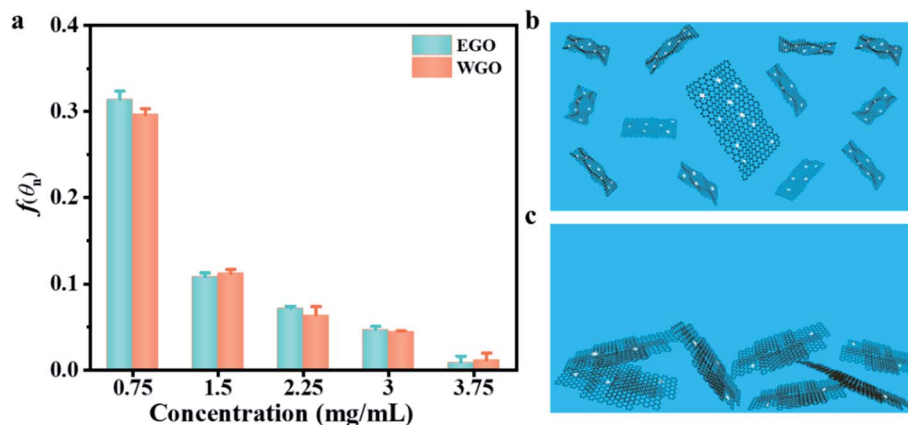 a
0.4
0.3
0.2
0.1
0.0
f(θn)
EGO
WGO
0.75
1.5
2.25
3
3.75
Concentration (mg/mL)
b
c